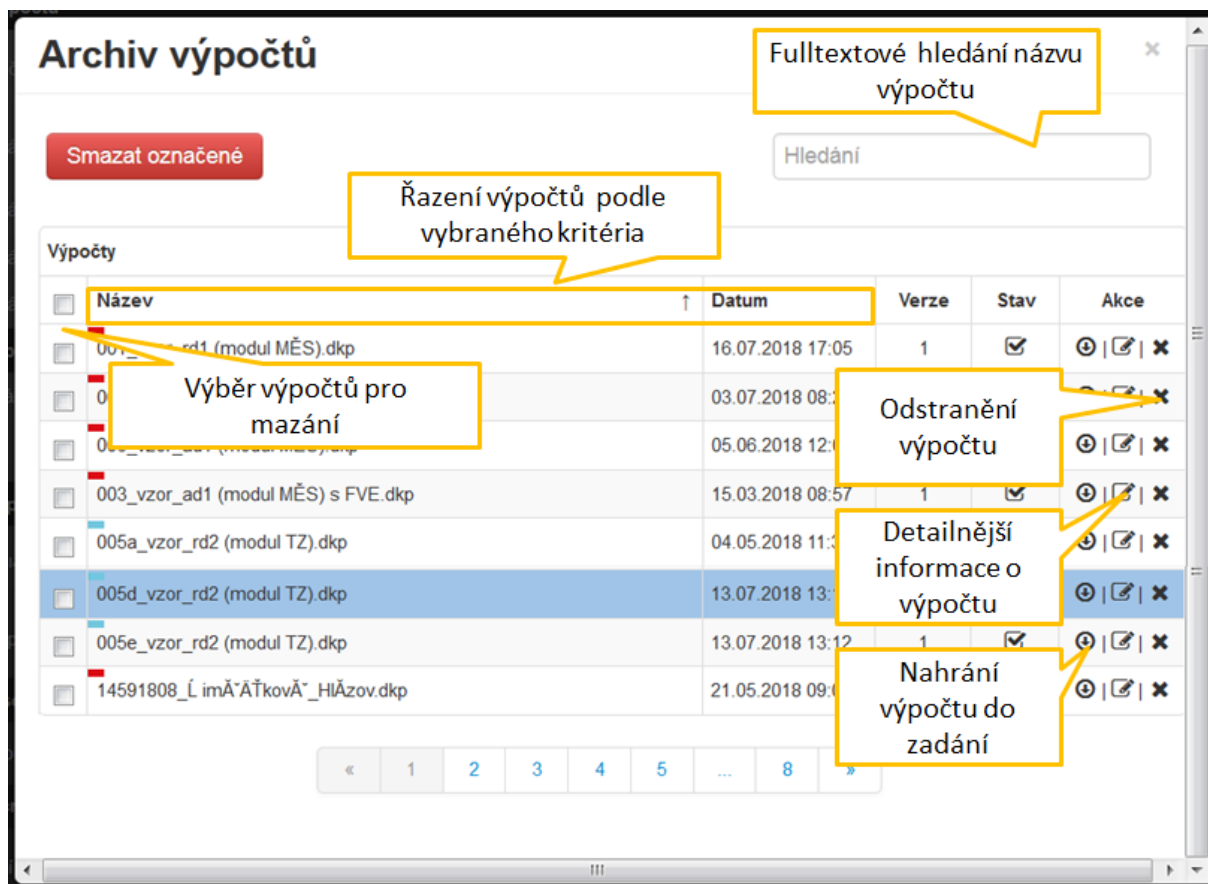 Archiv výpočtů
Fulltextové hledání názvu
výpočtu
×
Smazat označené
Hledání
Řazení výpočtů podle
vybraného kritéria
Výpočty
Název ↑ Datum Verze Stav Akce
(modul MĚS).dkp 16.07.2018 17:05 1
Výběr výpočtů pro
mazání
03.07.2018
05.06.2018
Odstranění
výpočtu
003_vzor_ad1 (modul MĚS) s FVE.dkp 15.03.2018 08:57 1
005a_vzor_rd2 (modul TZ).dkp 04.05.2018
Detailnější
informace o
výpočtu
005d_vzor_rd2 (modul TZ).dkp 13.07.2018
005e_vzor_rd2 (modul TZ).dkp 13.07.2018 13:12 1
14591808_Ĺ imĂˇÄŤkovĂˇ_HlĂzov.dkp 21.05.2018
Nahrání
výpočtu do
zadání
« 1 2 3 4 5 ... 8 »